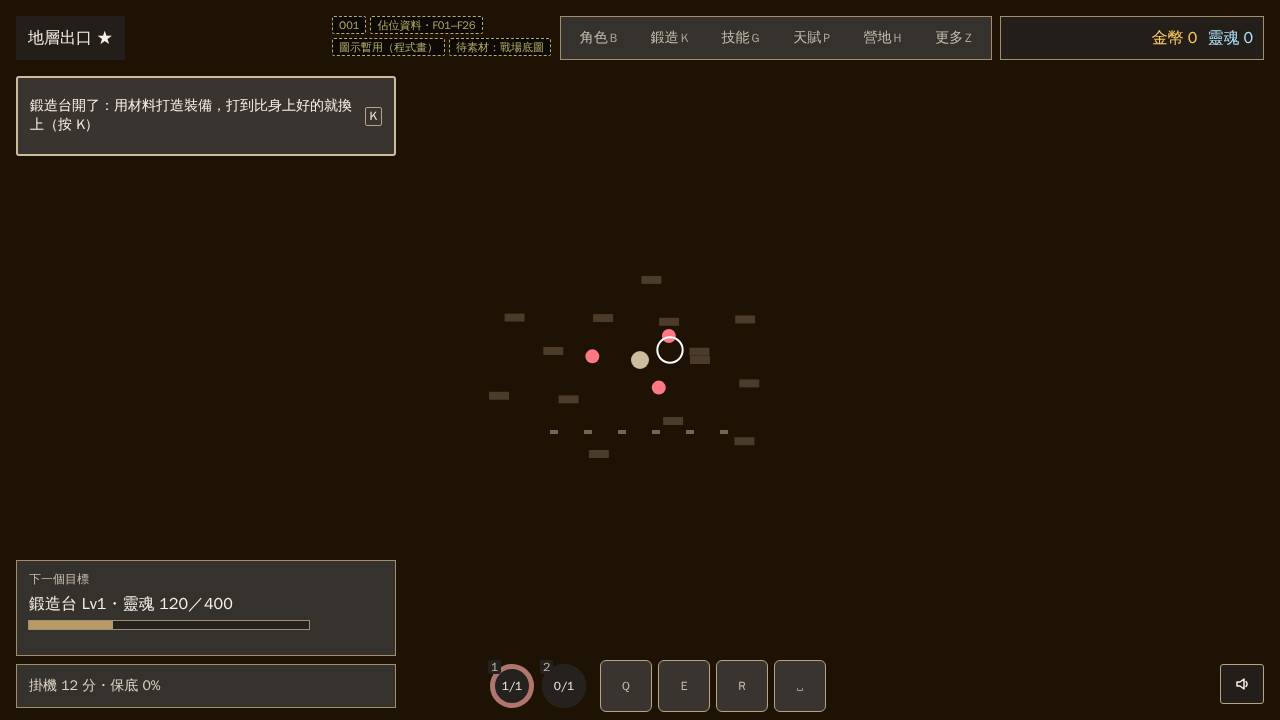 地層出口 ★
001 佔位資料・F01–F26
圖示暫用（程式畫） 待素材：戰場底圖
角色 B 鍛造 K 技能 G 天賦 P 營地 H 更多 Z
金幣 0 靈魂 0
鍛造台開了：用材料打造裝備，打到比身上好的就換
上（按 K）
K
下一個目標
鍛造台 Lv1・靈魂 120／400
掛機 12 分・保底 0%
1 2
1/1 0/1 Q E R ⎵